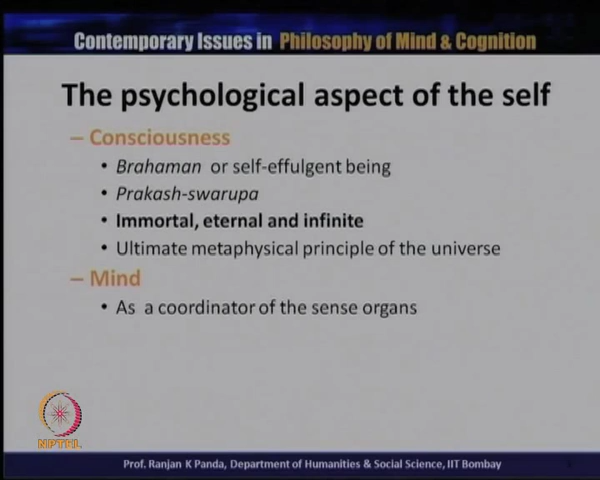 Contemporary Issues in Philosophy of Mind & Cognition
The psychological aspect of the self
– Consciousness
• Brahaman or self-effulgent being
• Prakash-swarupa
• Immortal, eternal and infinite
• Ultimate metaphysical principle of the universe
– Mind
• As a coordinator of the sense organs
NPTEL
Prof. Ranjan K Panda, Department of Humanities & Social Science, IIT Bombay